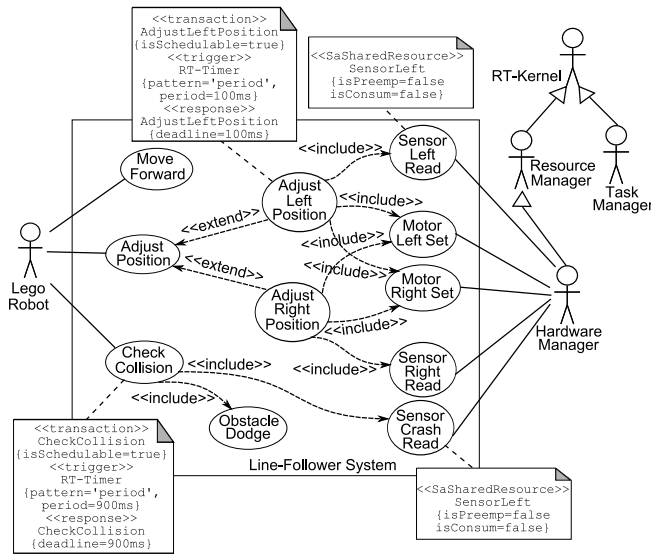 <<transaction>>
AdjustLeftPosition
{isSchedulable=true}
<<trigger>>
RT-Timer
{pattern='period',
period=100ms}
<<response>>
AdjustLeftPosition
{deadline=100ms}
<<SaSharedResource>>
SensorLeft
{isPreemp=false
isConsum=false}
RT-Kernel
Resource
Manager
Task
Manager
Move
Forward
Adjust
Left
Position
<<include>>
Sensor
Left
Read
<<include>>
<<extend>>
Motor
Left Set
Lego
Robot
Adjust
Position
<<include>>
<<extend>>
<<include>>
Motor
Right Set
Adjust
Right
Position
Hardware
Manager
<<include>>
Check
Collision
<<include>>
<<include>>
Sensor
Right
Read
<<include>>
Obstacle
Dodge
Sensor
Crash
Read
Line-Follower System
<<transaction>>
CheckCollision
{isSchedulable=true}
<<trigger>>
RT-Timer
{pattern='period',
period=900ms}
<<response>>
CheckCollision
{deadline=900ms}
<<SaSharedResource>>
SensorLeft
{isPreemp=false
isConsum=false}